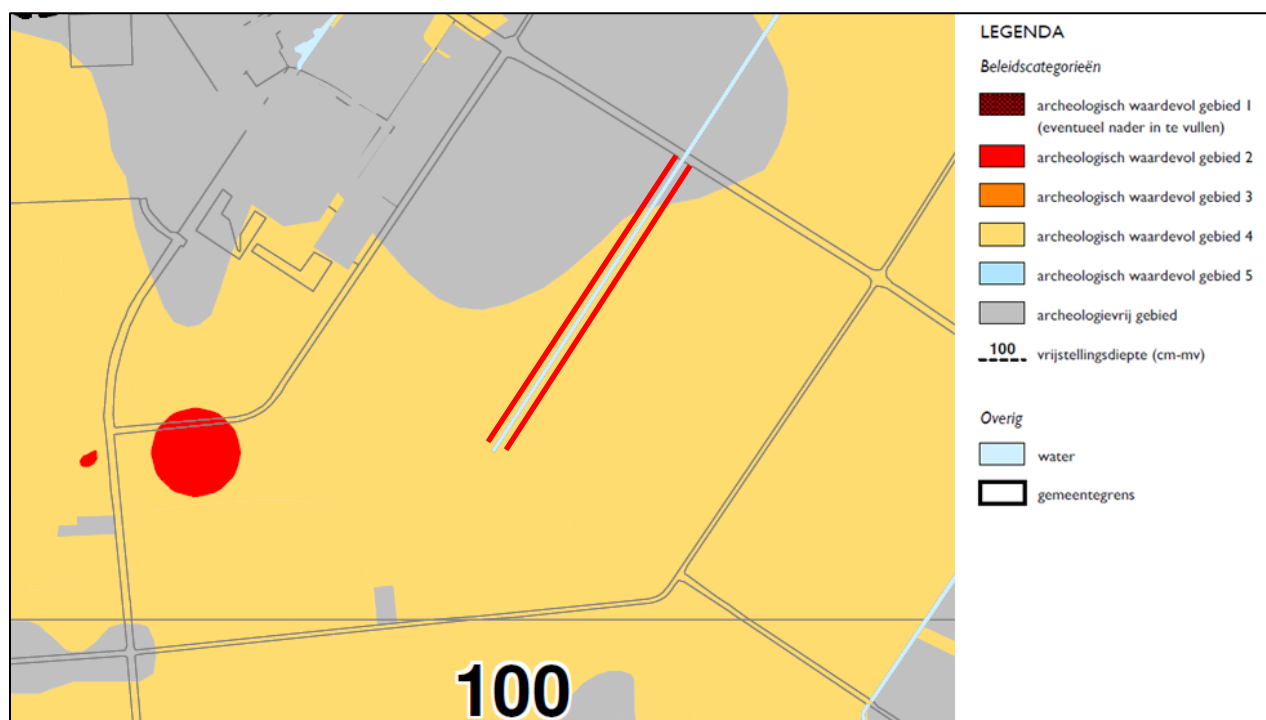 LEGENDA
Beleidscategorieën
archeologisch waardevol gebied 1
(eventueel nader in te vullen)
archeologisch waardevol gebied 2
archeologisch waardevol gebied 3
archeologisch waardevol gebied 4
archeologisch waardevol gebied 5
archeologievrij gebied
100 vrijstellingsdiepte (cm-mv)
Overig
water
gemeentegrens
100